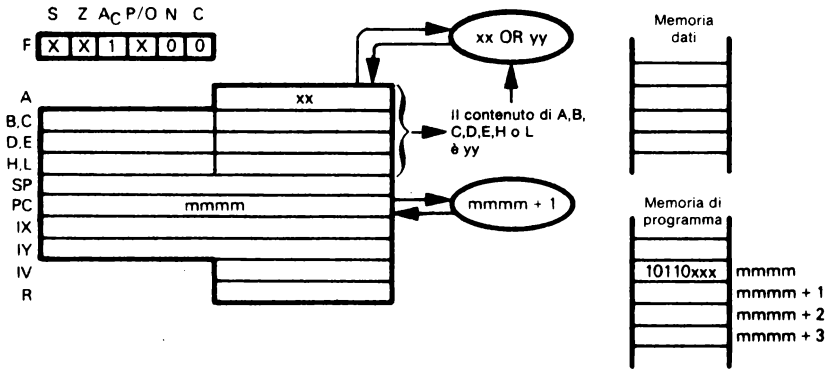 S Z AC P/O N C
F X X 1 X 0 0
A xx
B,C
D,E
H,L
SP
PC mmmm
IX
IY
IV
R
xx OR yy
Il contenuto di A,B,
C,D,E,H o L
è yy
mmmm + 1
Memoria
dati
Memoria di
programma
10110xxx mmmm
mmmm + 1
mmmm + 2
mmmm + 3